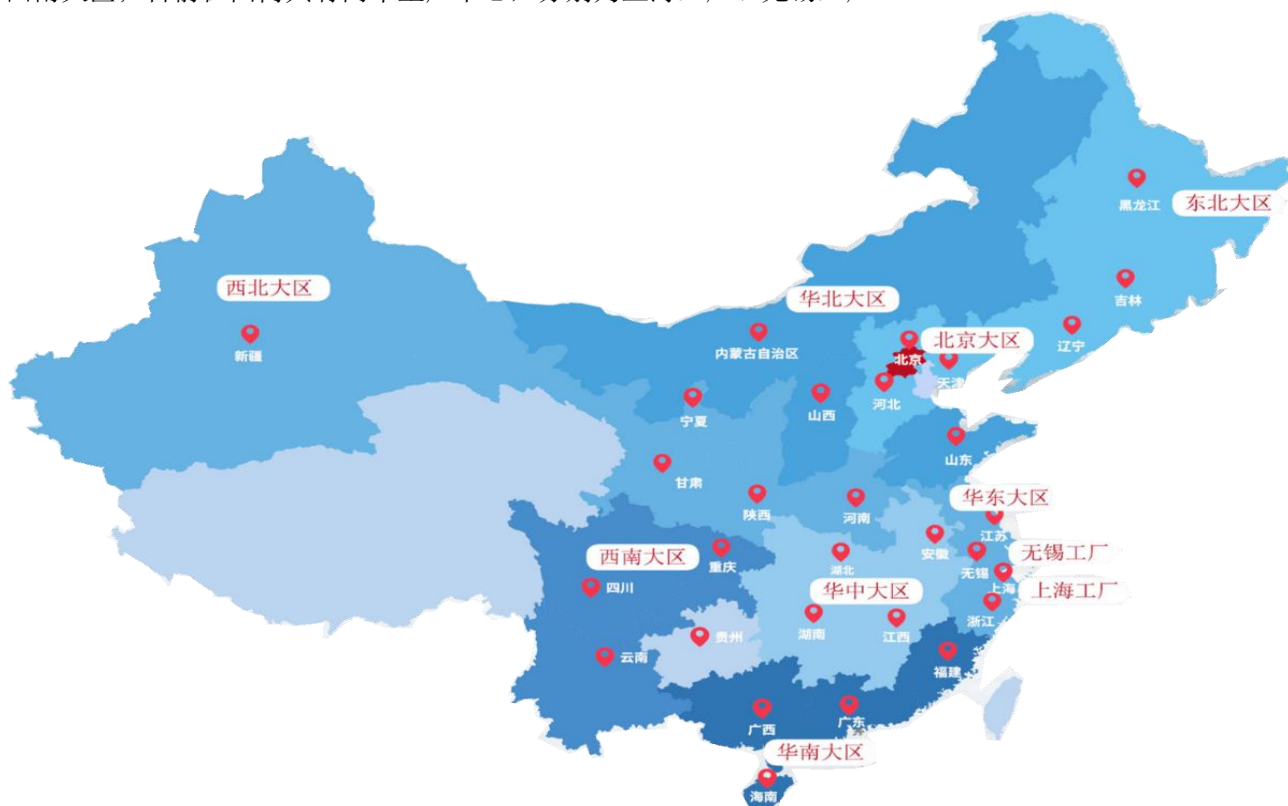 黑龙江
东北大区
吉林
西北大区
华北大区
新疆
内蒙古自治区
北京大区
北京
辽宁
天津
宁夏
山西
河北
山东
甘肃
陕西
河南
华东大区
江苏
安徽
西南大区
重庆
湖北
无锡
无锡工厂
四川
华中大区
上海
上海工厂
浙江
湖南
江西
贵州
云南
福建
广西
广东
华南大区
海南